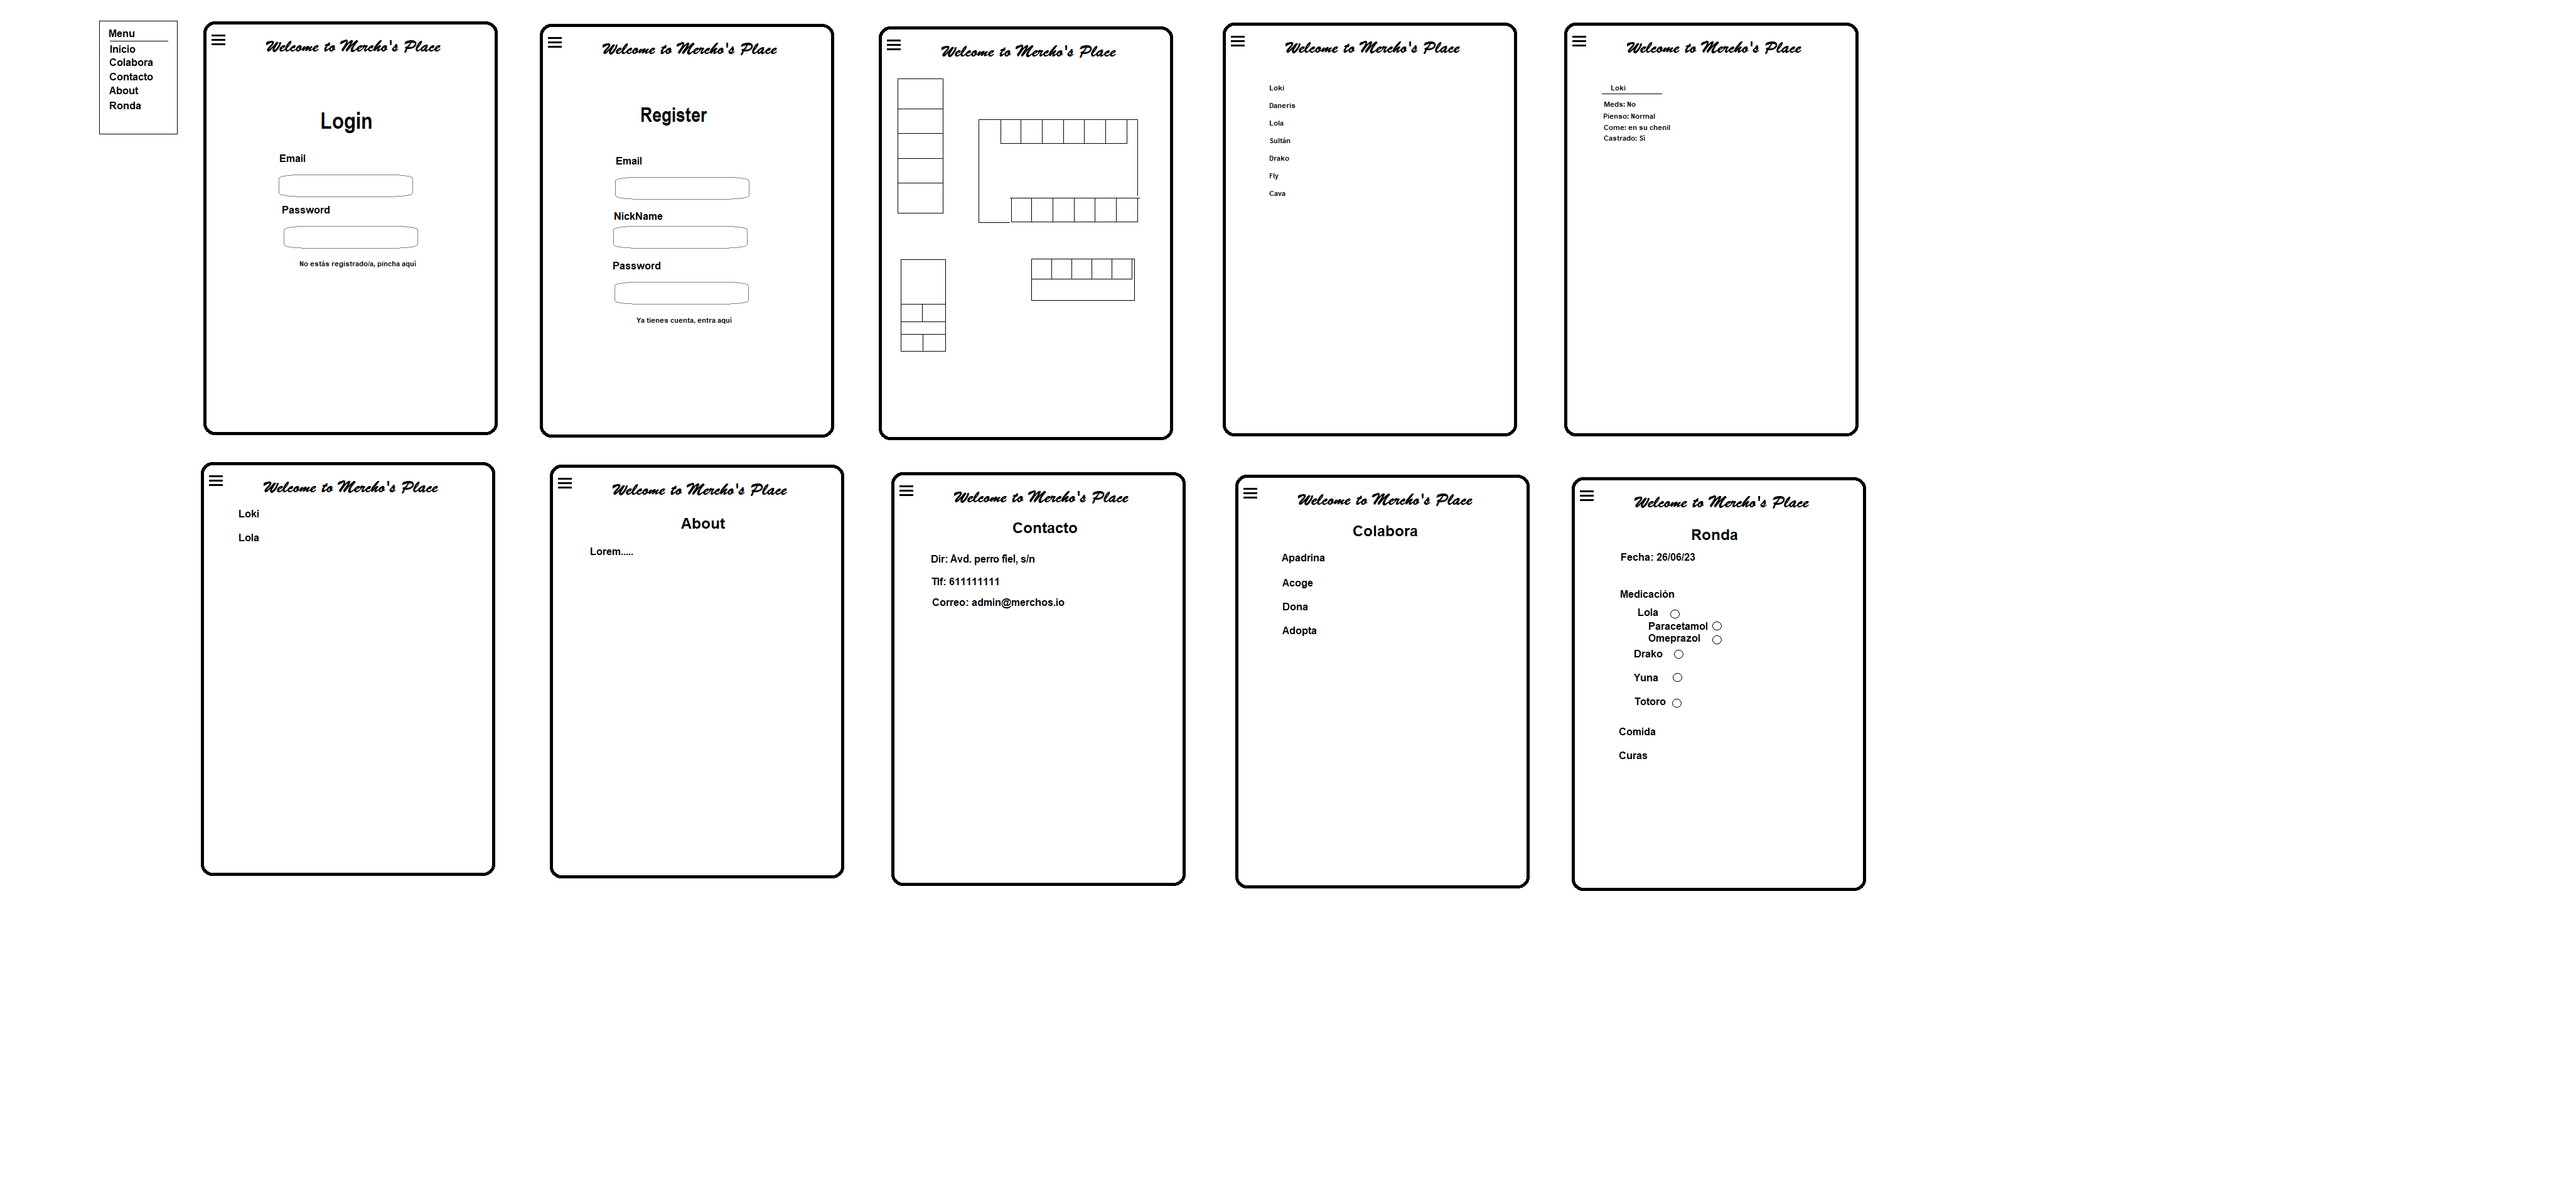 Menu
Inicio
Colabora
Contacto
About
Ronda
Welcome to Mercho's Place
Login
Email
Password
No estás registrado/a, pincha aquí
Welcome to Mercho's Place
Register
Email
NickName
Password
Ya tienes cuenta, entra aquí
Welcome to Mercho's Place
Welcome to Mercho's Place
Loki
Daneris
Lola
Sultán
Drako
Fly
Cava
Welcome to Mercho's Place
Loki
Meds: No
Pienso: Normal
Come: en su chenil
Castrado: Sí
Welcome to Mercho's Place
Loki
Lola
Welcome to Mercho's Place
About
Lorem.....
Welcome to Mercho's Place
Contacto
Dir: Avd. perro fiel, s/n
Tlf: 611111111
Correo: admin@merchos.io
Welcome to Mercho's Place
Colabora
Apadrina
Acoge
Dona
Adopta
Welcome to Mercho's Place
Ronda
Fecha: 26/06/23
Medicación
Lola
Paracetamol
Omeprazol
Drako
Yuna
Totoro
Comida
Curas